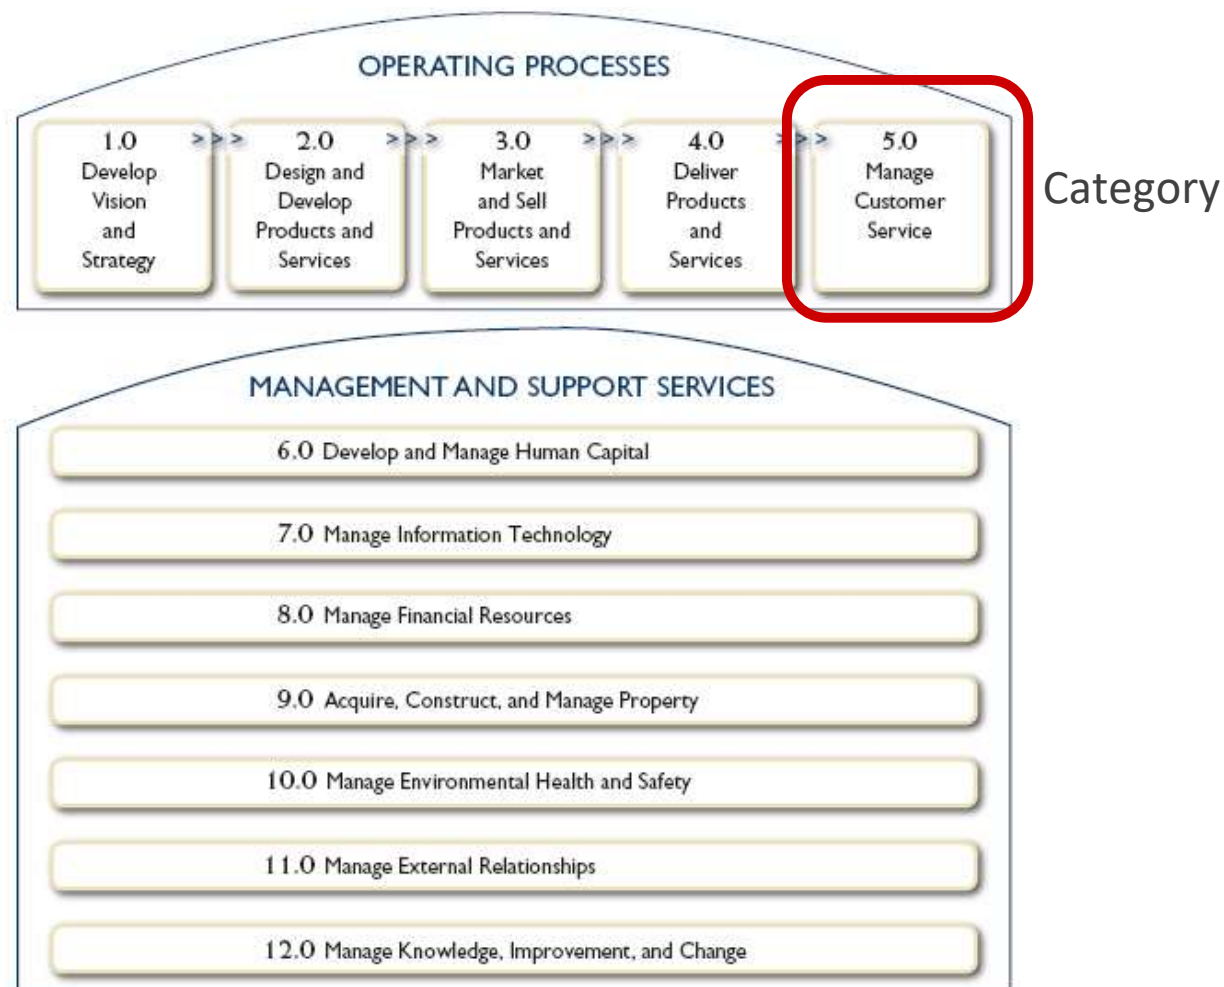 OPERATING PROCESSES
1.0 >>>
Develop
Vision
and
Strategy
2.0 >>>
Design and
Develop
Products and
Services
3.0 >>>
Market
and Sell
Products and
Services
4.0 >>>
Deliver
Products
and
Services
5.0
Manage
Customer
Service
Category
MANAGEMENT AND SUPPORT SERVICES
6.0 Develop and Manage Human Capital
7.0 Manage Information Technology
8.0 Manage Financial Resources
9.0 Acquire, Construct, and Manage Property
10.0 Manage Environmental Health and Safety
11.0 Manage External Relationships
12.0 Manage Knowledge, Improvement, and Change